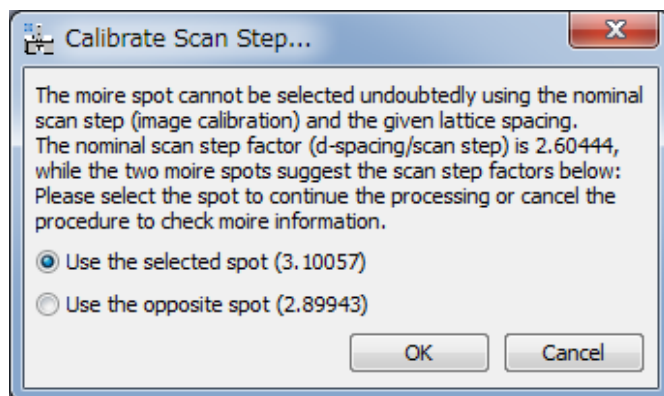 Calibrate Scan Step...
The moire spot cannot be selected undoubtedly using the nominal
scan step (image calibration) and the given lattice spacing.
The nominal scan step factor (d-spacing/scan step) is 2.60444,
while the two moire spots suggest the scan step factors below:
Please select the spot to continue the processing or cancel the
procedure to check moire information.
Use the selected spot (3.10057)
Use the opposite spot (2.89943)
OK Cancel